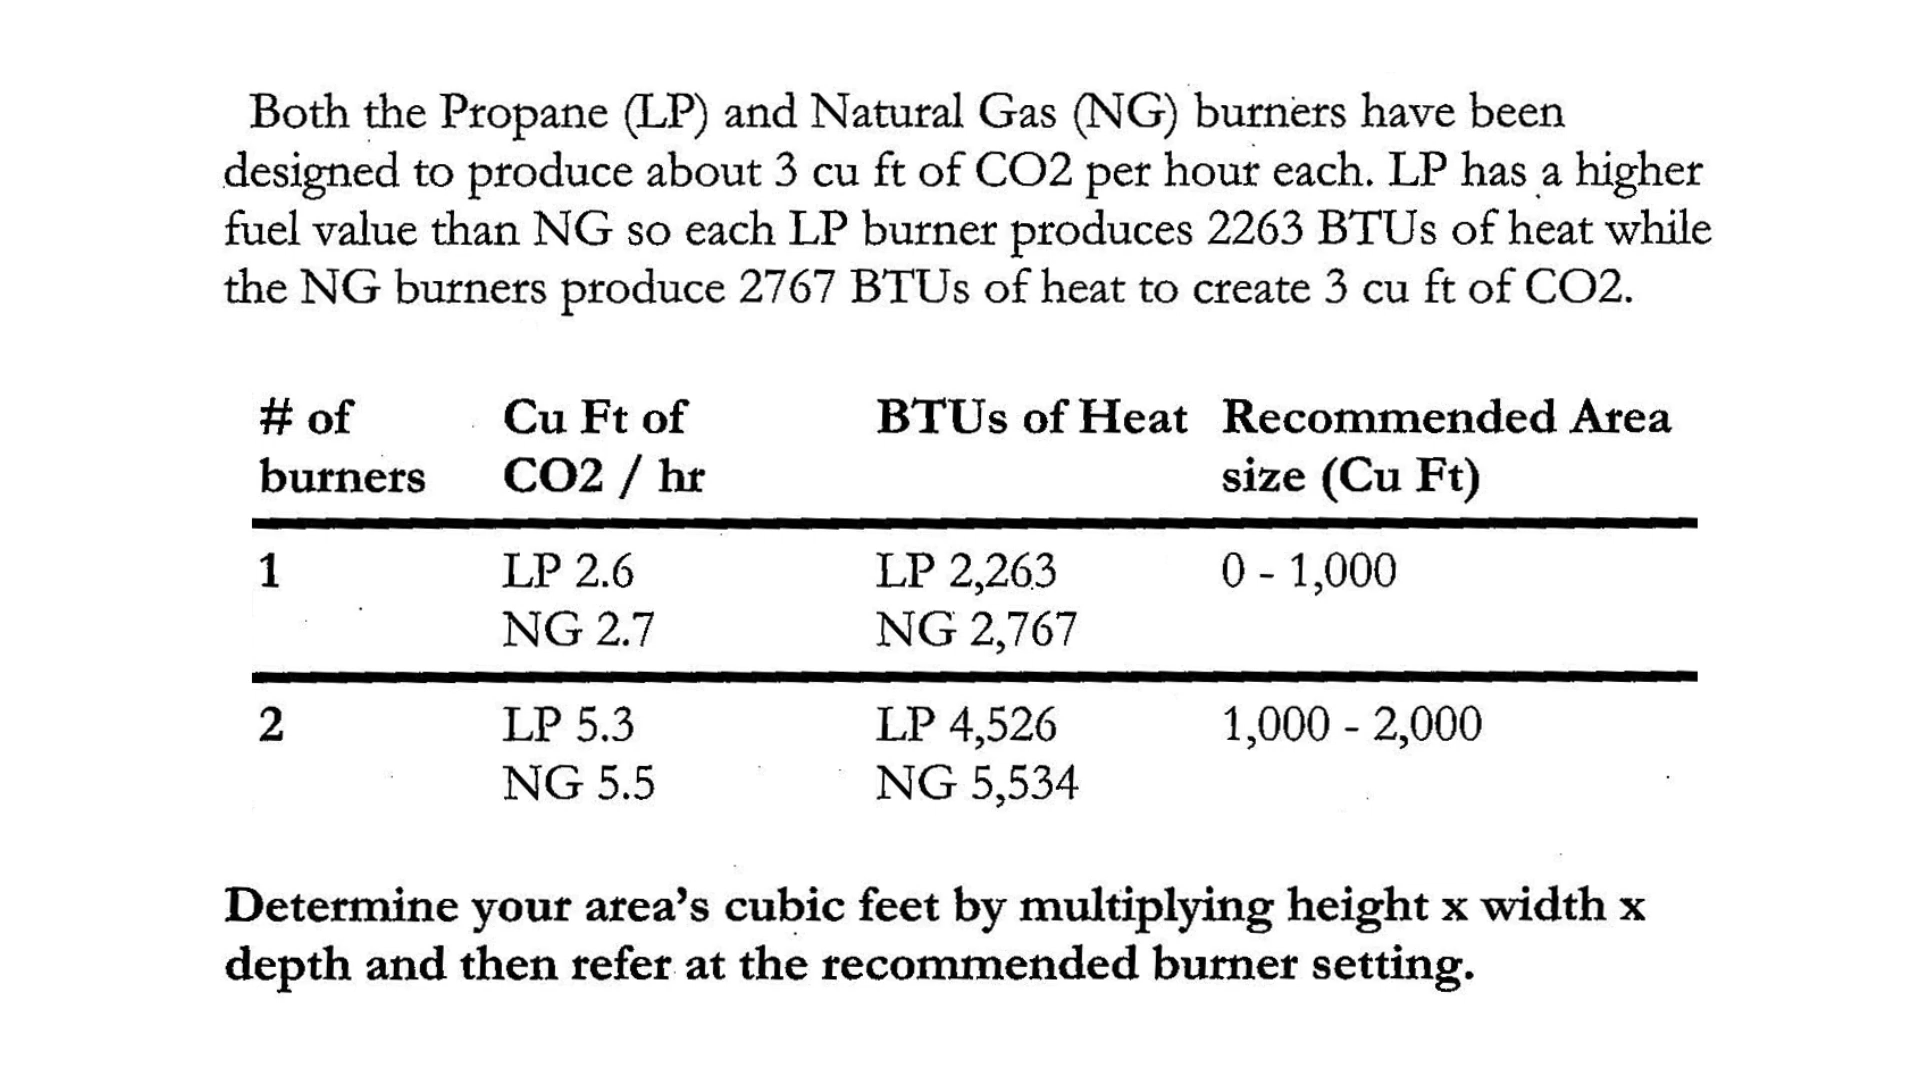 Both the Propane (LP) and Natural Gas (NG) burners have been
designed to produce about 3 cu ft of CO2 per hour each. LP has a higher
fuel value than NG so each LP burner produces 2263 BTUs of heat while
the NG burners produce 2767 BTUs of heat to create 3 cu ft of CO2.
# of burners
Cu Ft of CO2 / hr
BTUs of Heat
Recommended Area size (Cu Ft)
1
LP 2.6
NG 2.7
LP 2,263
NG 2,767
0 - 1,000
2
LP 5.3
NG 5.5
LP 4,526
NG 5,534
1,000 - 2,000
Determine your area's cubic feet by multiplying height x width x
depth and then refer at the recommended burner setting.